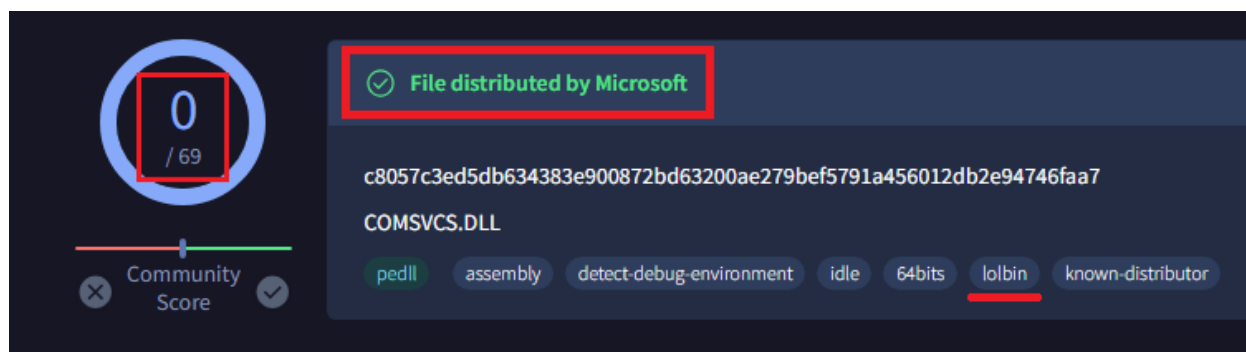 0
/ 69
Community
Score
File distributed by Microsoft
c8057c3ed5db634383e900872bd63200ae279bef5791a456012db2e94746faa7
COMSVCS.DLL
pedll assembly detect-debug-environment idle 64bits lolbin known-distributor